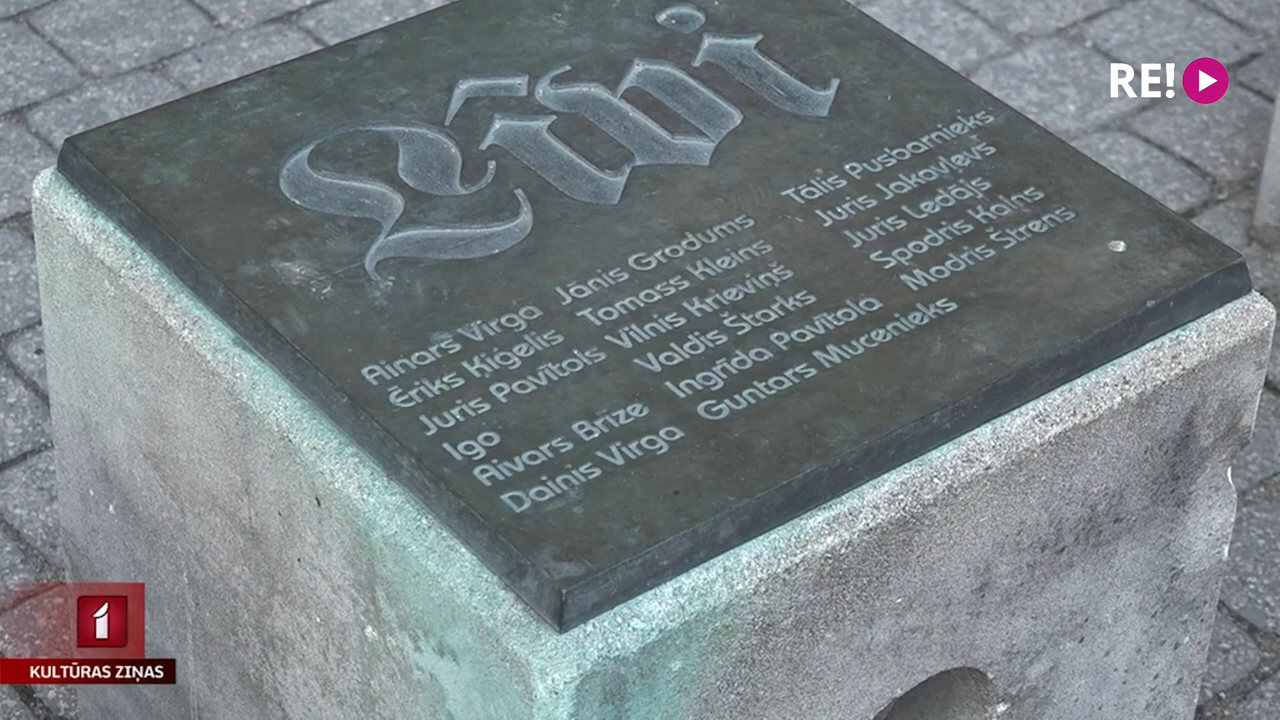 RE!
Līvi
Ainars Virga
Ēriks Ķiģelis
Juris Pavītols
Igo
Aivars Brīze
Dainis Virga
Jānis Grodums
Tomass Kleins
Vilnis Krieviņš
Valdis Štarks
Ingrīda Pavītola
Guntars Mucenieks
Tālis Pusbarnieks
Juris Jakovļevs
Juris Ledājs
Spodris Kalns
Modris Štrens
1
KULTŪRAS ZIŅAS